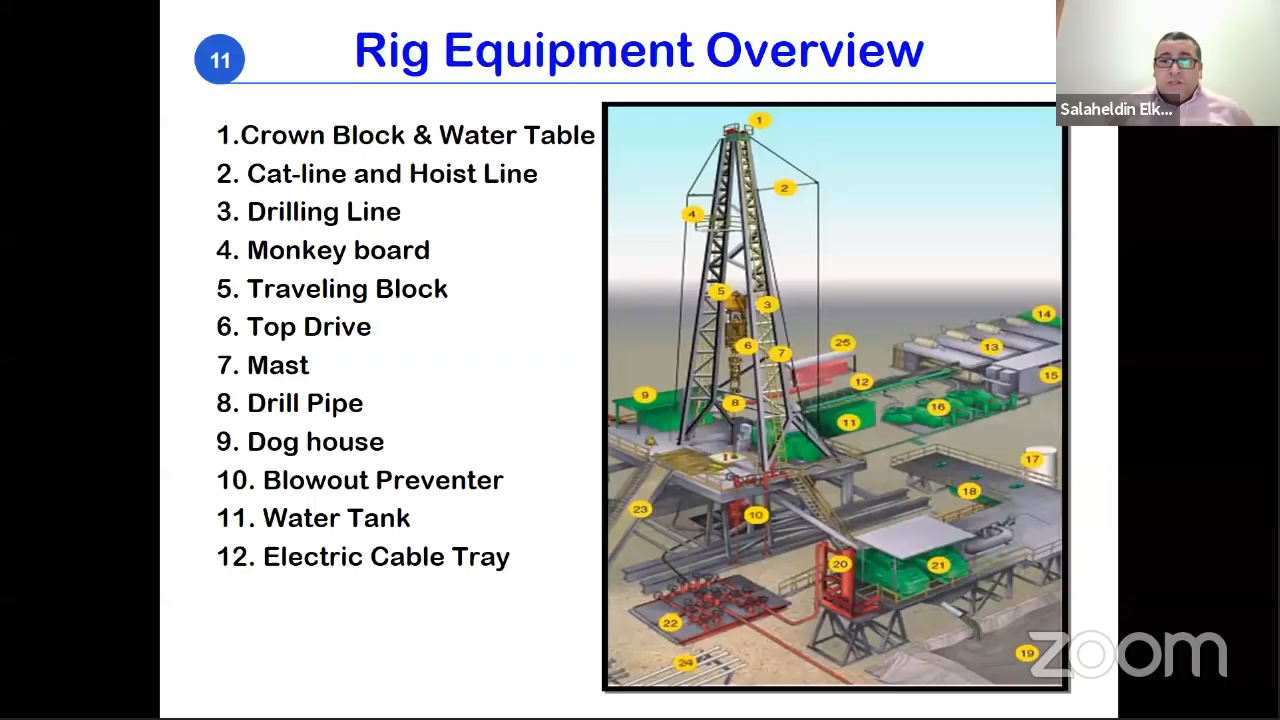 11
Rig Equipment Overview
Salaheldin Elk...
1.Crown Block & Water Table
2. Cat-line and Hoist Line
3. Drilling Line
4. Monkey board
5. Traveling Block
6. Top Drive
7. Mast
8. Drill Pipe
9. Dog house
10. Blowout Preventer
11. Water Tank
12. Electric Cable Tray
1
2
4
5
3
14
25
13
6
7
15
12
9
8
16
11
17
18
23
10
20
21
22
19
24
zoom